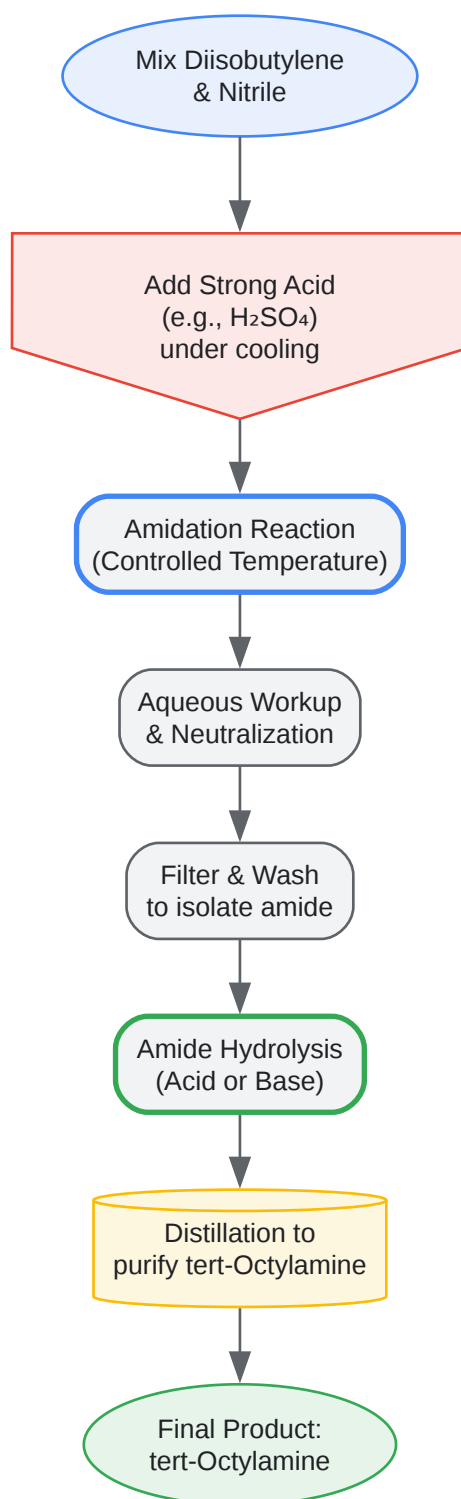 Mix Diisobutylene
& Nitrile
Add Strong Acid
(e.g., H₂SO₄)
under cooling
Amidation Reaction
(Controlled Temperature)
Aqueous Workup
& Neutralization
Filter & Wash
to isolate amide
Amide Hydrolysis
(Acid or Base)
Distillation to
purify tert-Octylamine
Final Product:
tert-Octylamine